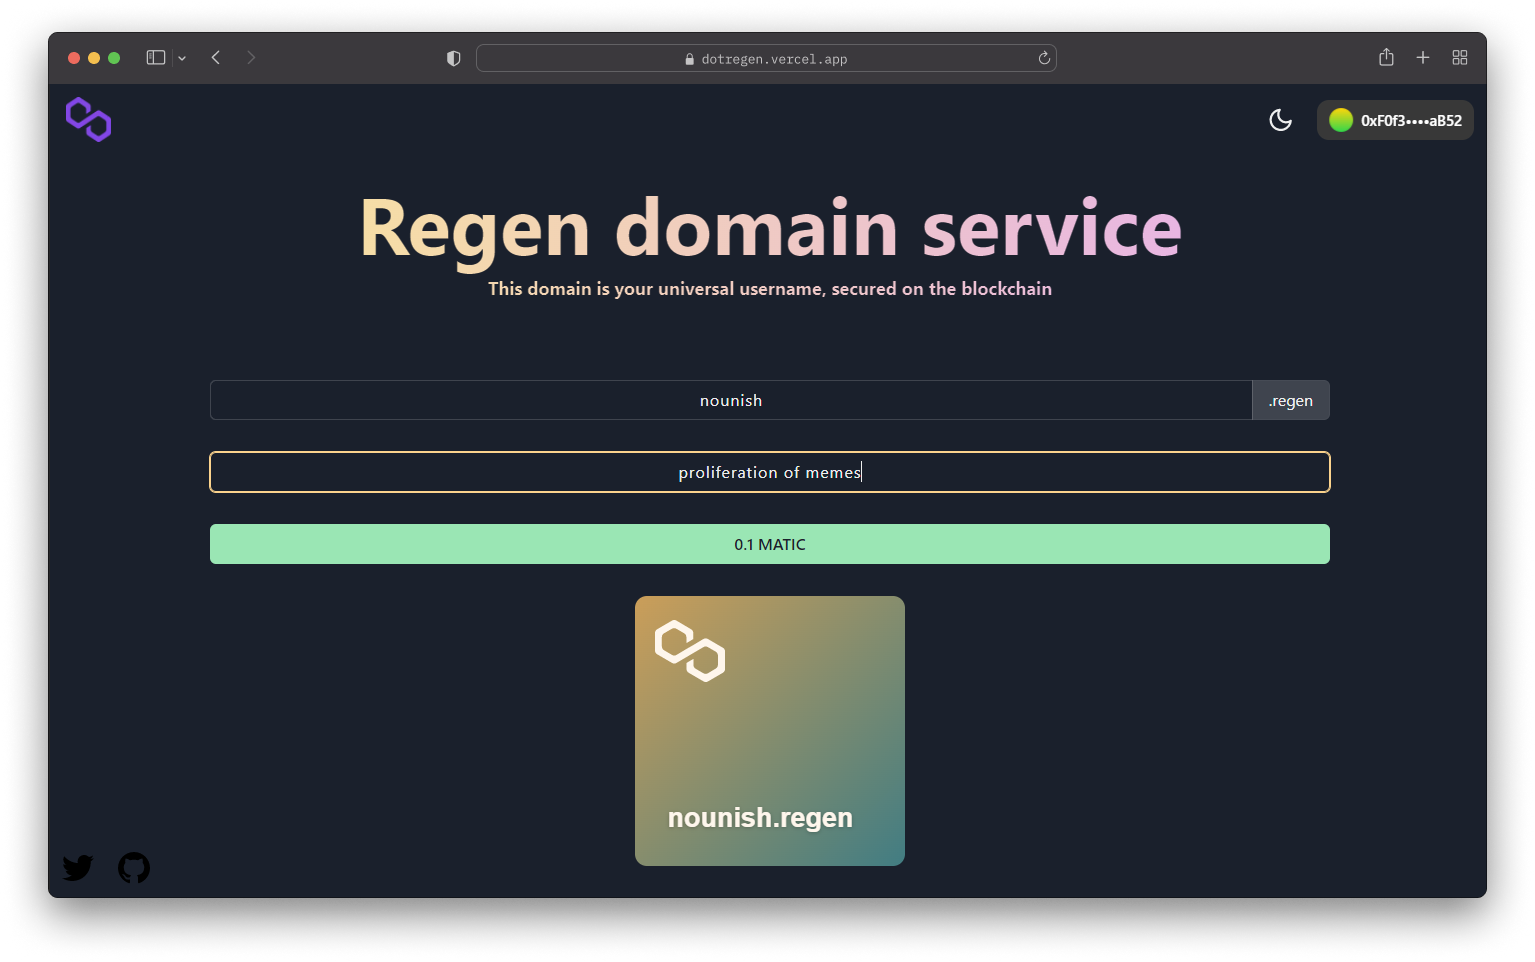 dotregen.vercel.app
0xF0f3••••aB52
Regen domain service
This domain is your universal username, secured on the blockchain
nounish
.regen
proliferation of memes
0.1 MATIC
nounish.regen